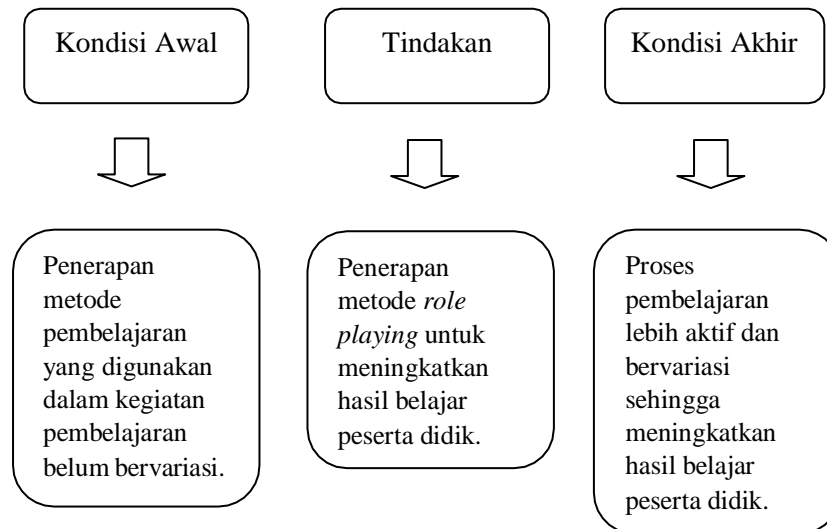 Kondisi Awal
Tindakan
Kondisi Akhir
Penerapan
metode
pembelajaran
yang digunakan
dalam kegiatan
pembelajaran
belum bervariasi.
Penerapan
metode role
playing untuk
meningkatkan
hasil belajar
peserta didik.
Proses
pembelajaran
lebih aktif dan
bervariasi
sehingga
meningkatkan
hasil belajar
peserta didik.